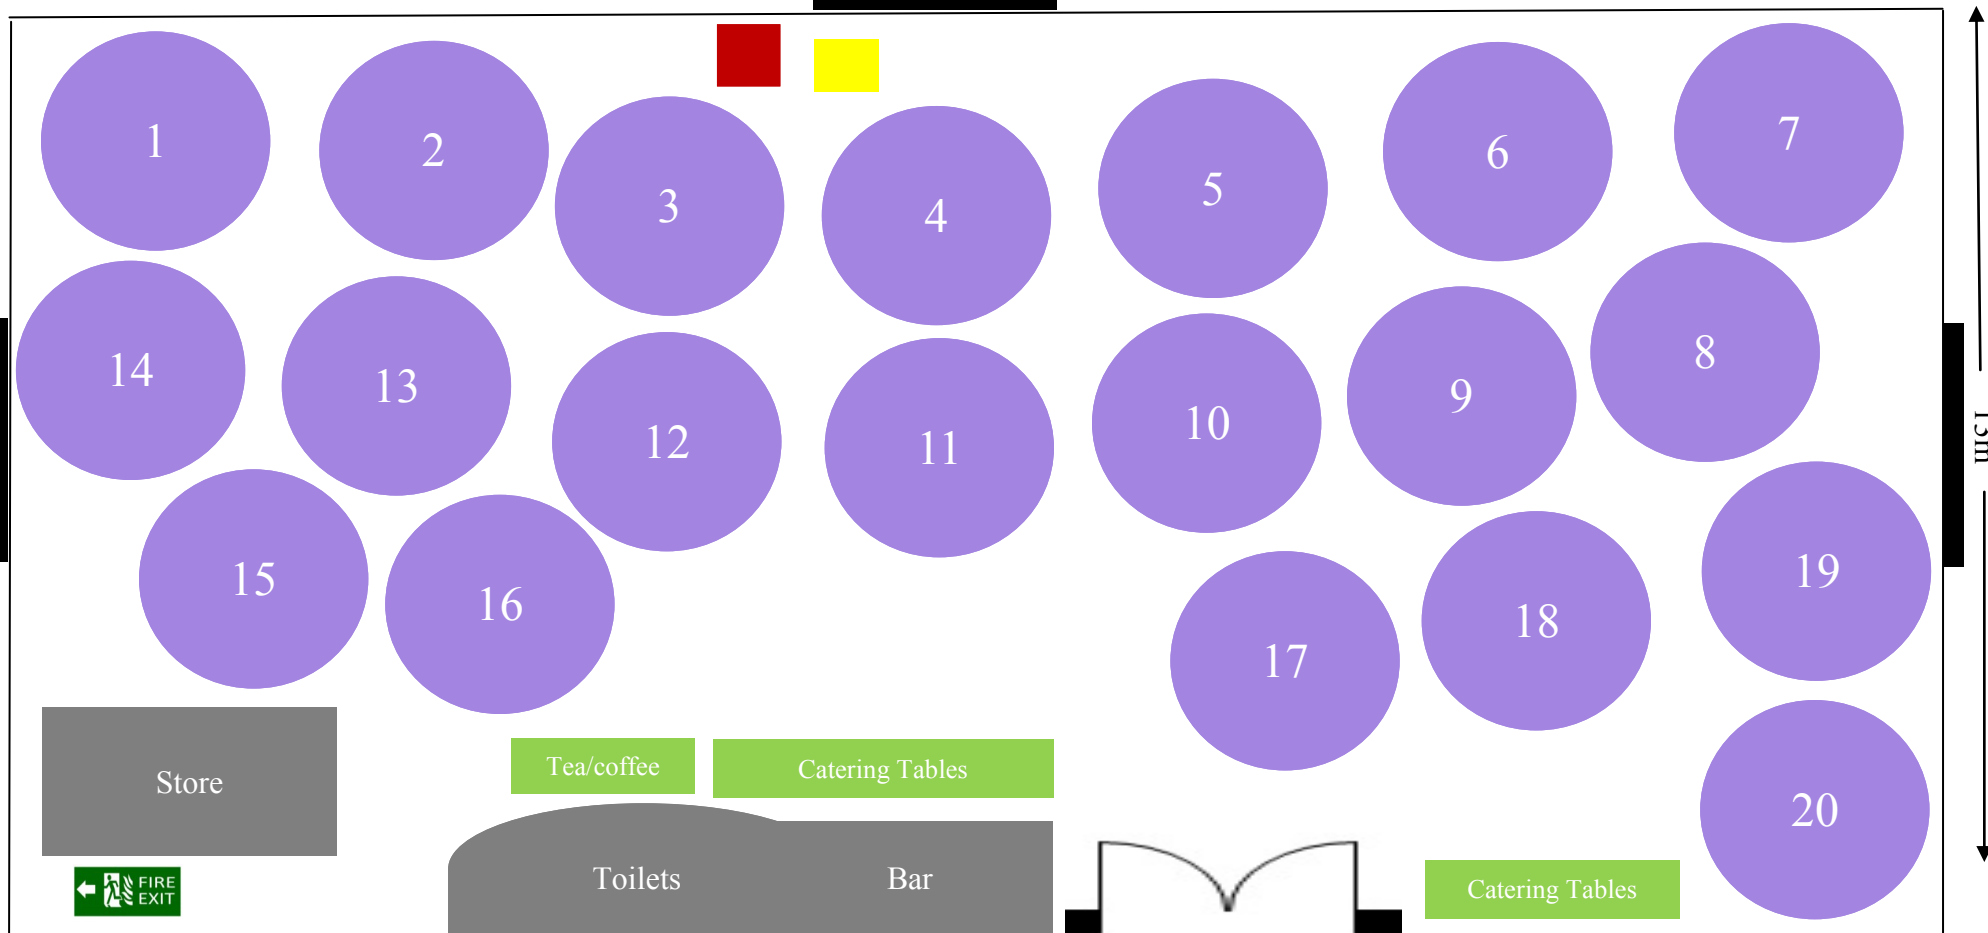 1
2
3
4
5
6
7
14
13
12
11
10
9
8
15
16
17
18
19
20
15m
Store
Tea/coffee
Catering Tables
Toilets
Bar
Catering Tables
FIRE
EXIT